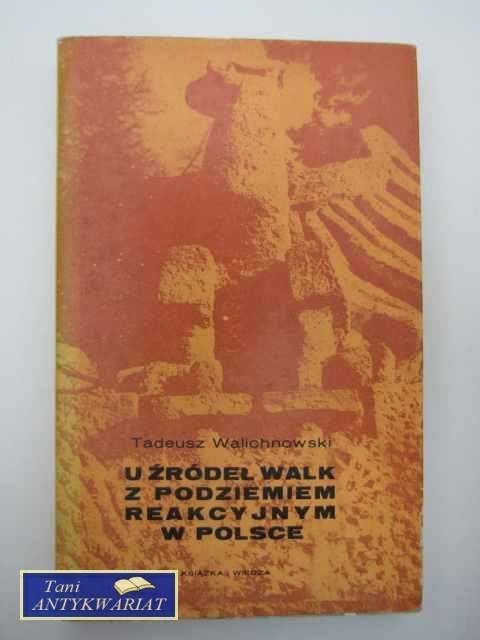 Tadeusz Walichnowski
U ŹRÓDEŁ WALK
Z PODZIEMIEM
REAKCYJNYM
W POLSCE
KSIĄŻKA I WIEDZA
Tani
ANTYKWARIAT